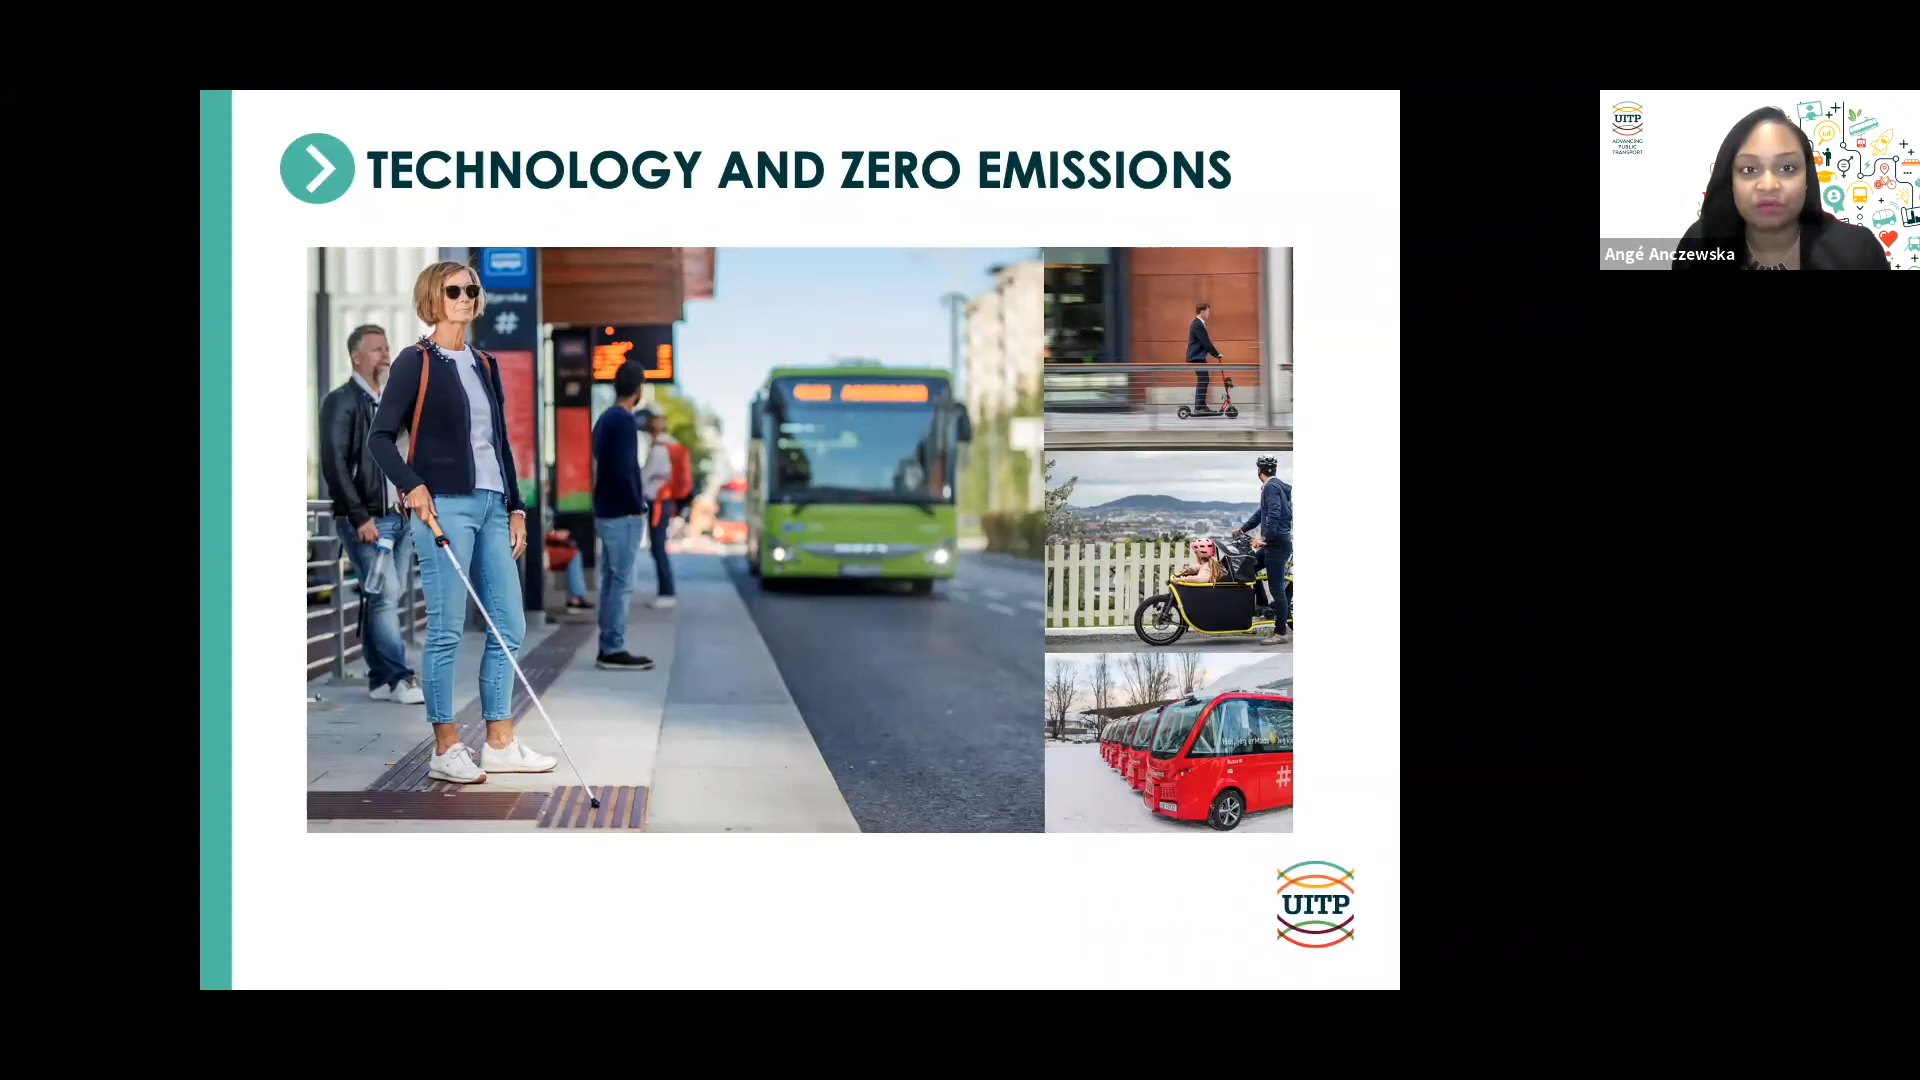 TECHNOLOGY AND ZERO EMISSIONS
#
#
UITP
UITP
ADVANCING
PUBLIC
TRANSPORT
Angé Anczewska